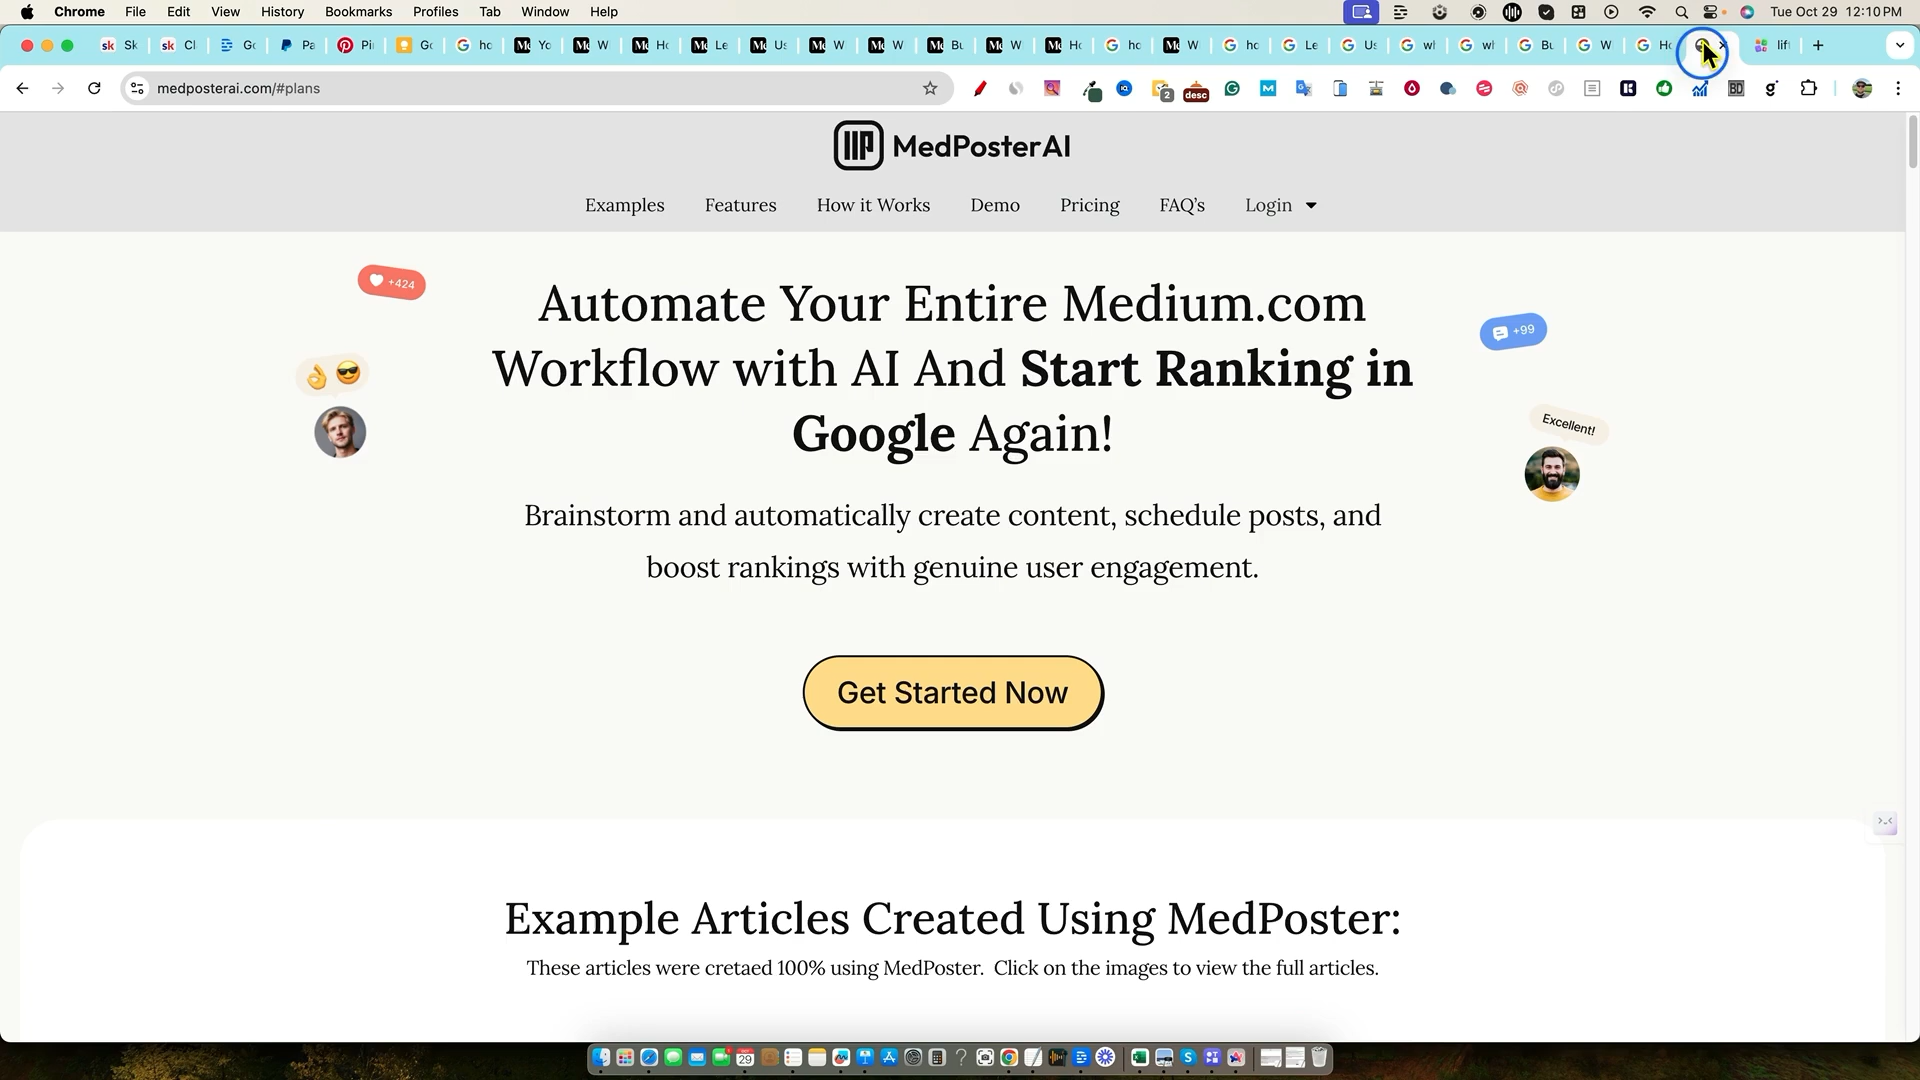 Chrome File Edit View History Bookmarks Profiles Tab Window Help Tue Oct 29 12:10 PM
medposterai.com/#plans
2
desc
BD
MedPosterAI
Examples Features How it Works Demo Pricing FAQ's Login
+424
+99
Automate Your Entire Medium.com
Workflow with AI And Start Ranking in
Google Again!
Excellent!
Brainstorm and automatically create content, schedule posts, and
boost rankings with genuine user engagement.
Get Started Now
Example Articles Created Using MedPoster:
These articles were cretaed 100% using MedPoster. Click on the images to view the full articles.
29